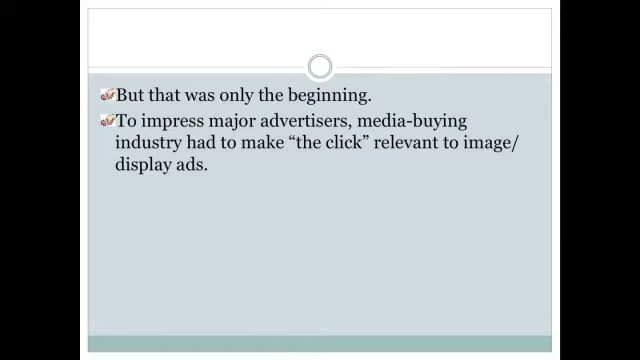 But that was only the beginning.
To impress major advertisers, media-buying
industry had to make “the click” relevant to image/
display ads.